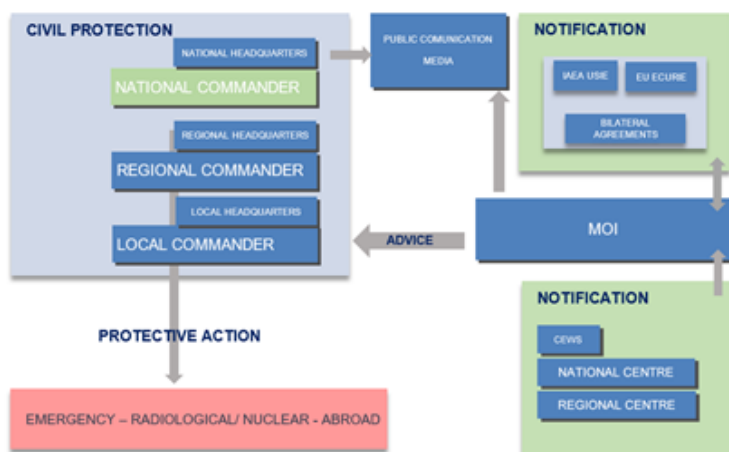 CIVIL PROTECTION
NATIONAL HEADQUARTERS
NATIONAL COMMANDER
REGIONAL HEADQUARTERS
REGIONAL COMMANDER
LOCAL HEADQUARTERS
LOCAL COMMANDER
PUBLIC COMUNICATION
MEDIA
NOTIFICATION
IAEA USIE
EU ECURIE
BILATERAL
AGREEMENTS
MOI
ADVICE
NOTIFICATION
CEWS
NATIONAL CENTRE
REGIONAL CENTRE
PROTECTIVE ACTION
EMERGENCY – RADIOLOGICAL/ NUCLEAR - ABROAD